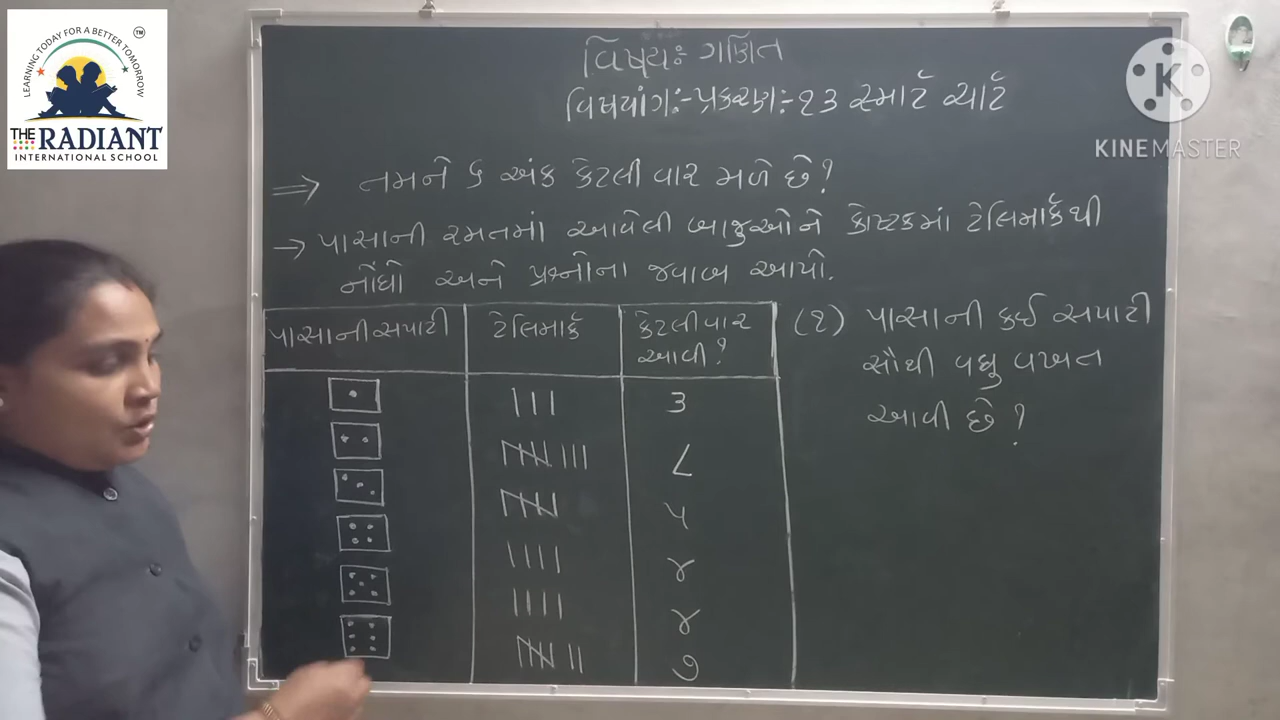 LEARNING TODAY FOR A BETTER TOMORROW
TM
THE RADIANT
INTERNATIONAL SCHOOL
K
KINEMASTER
વિષય: ગણિત
વિષયાંગ:- પ્રકરણ:- ૧૩ સ્માર્ટ ચાર્ટ
⇒ તમને ૬ અંક કેટલી વાર મળે છે?
→ પાસાની રમતમાં આવેલી બાજુઓને કોષ્ટકમાં ટેલિમાર્કથી
નોંધો અને પ્રશ્નોના જવાબ આપો.
પાસાની સપાટી ટેલિમાર્ક કેટલી વાર
આવી?
૩
૮
૫
૪
૪
૭
(૧) પાસાની કઈ સપાટી
સૌથી વધુ વખત
આવી છે?